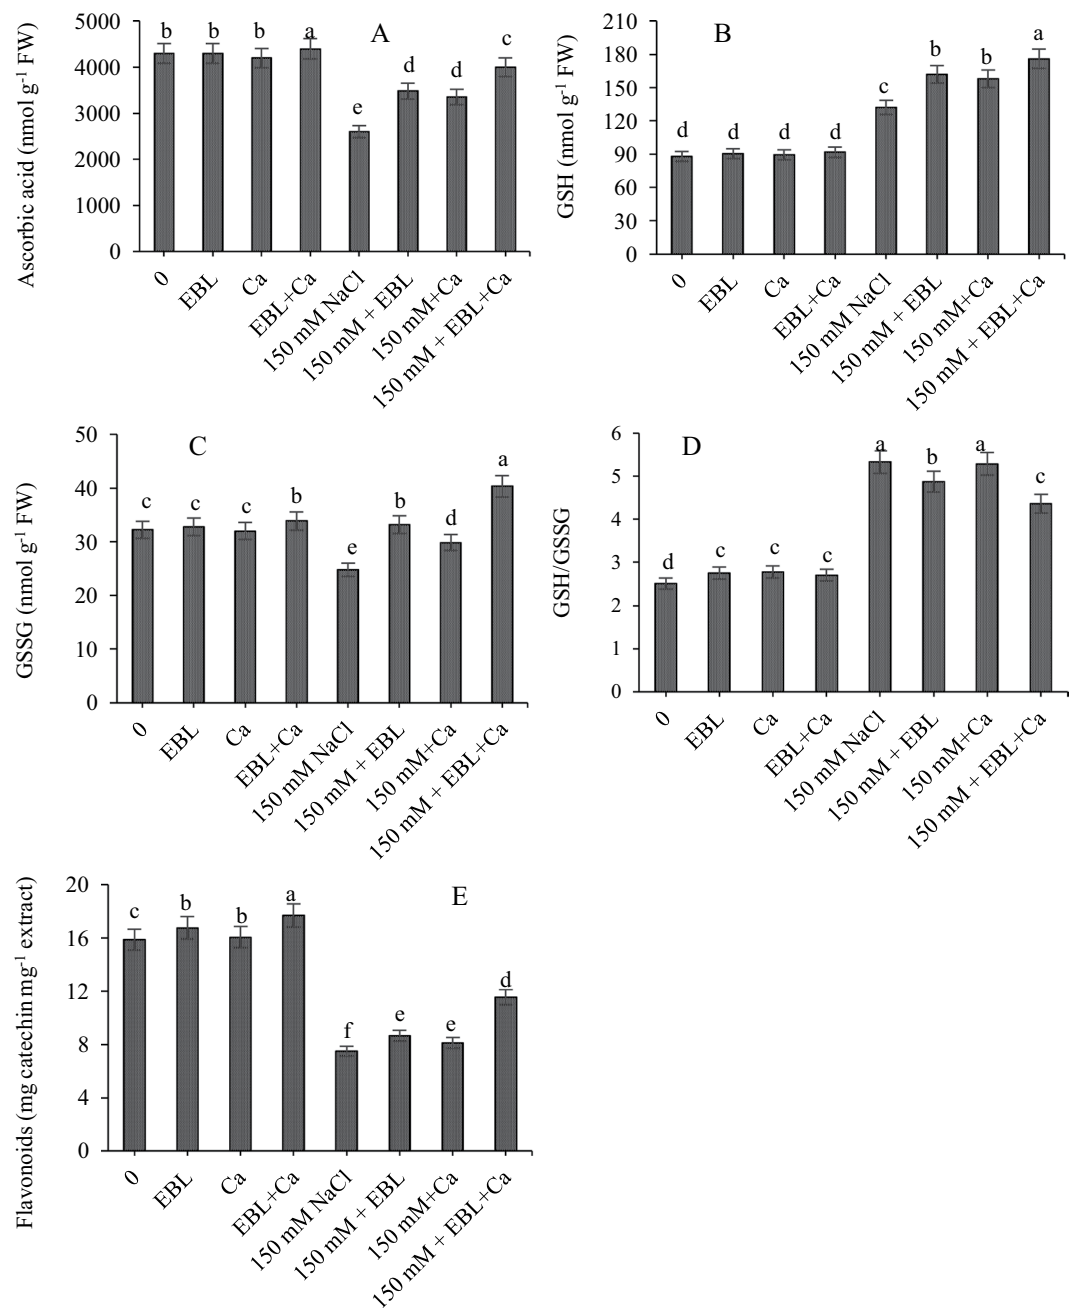 A
Ascorbic acid (nmol g-1 FW)
5000
4000
3000
2000
1000
0
b b b a e d d c
0 EBL Ca EBL+Ca 150 mM NaCl 150 mM + EBL 150 mM+Ca 150 mM + EBL+Ca
B
GSH (nmol g-1 FW)
210
180
150
120
90
60
30
0
d d d d c b b a
0 EBL Ca EBL+Ca 150 mM NaCl 150 mM + EBL 150 mM+Ca 150 mM + EBL+Ca
C
GSSG (nmol g-1 FW)
50
40
30
20
10
0
c c c b e b d a
0 EBL Ca EBL+Ca 150 mM NaCl 150 mM + EBL 150 mM+Ca 150 mM + EBL+Ca
D
GSH/GSSG
6
5
4
3
2
1
0
d c c c a b a c
0 EBL Ca EBL+Ca 150 mM NaCl 150 mM + EBL 150 mM+Ca 150 mM + EBL+Ca
E
Flavonoids (mg catechin mg-1 extract)
20
16
12
8
4
0
c b b a f e e d
0 EBL Ca EBL+Ca 150 mM NaCl 150 mM + EBL 150 mM+Ca 150 mM + EBL+Ca